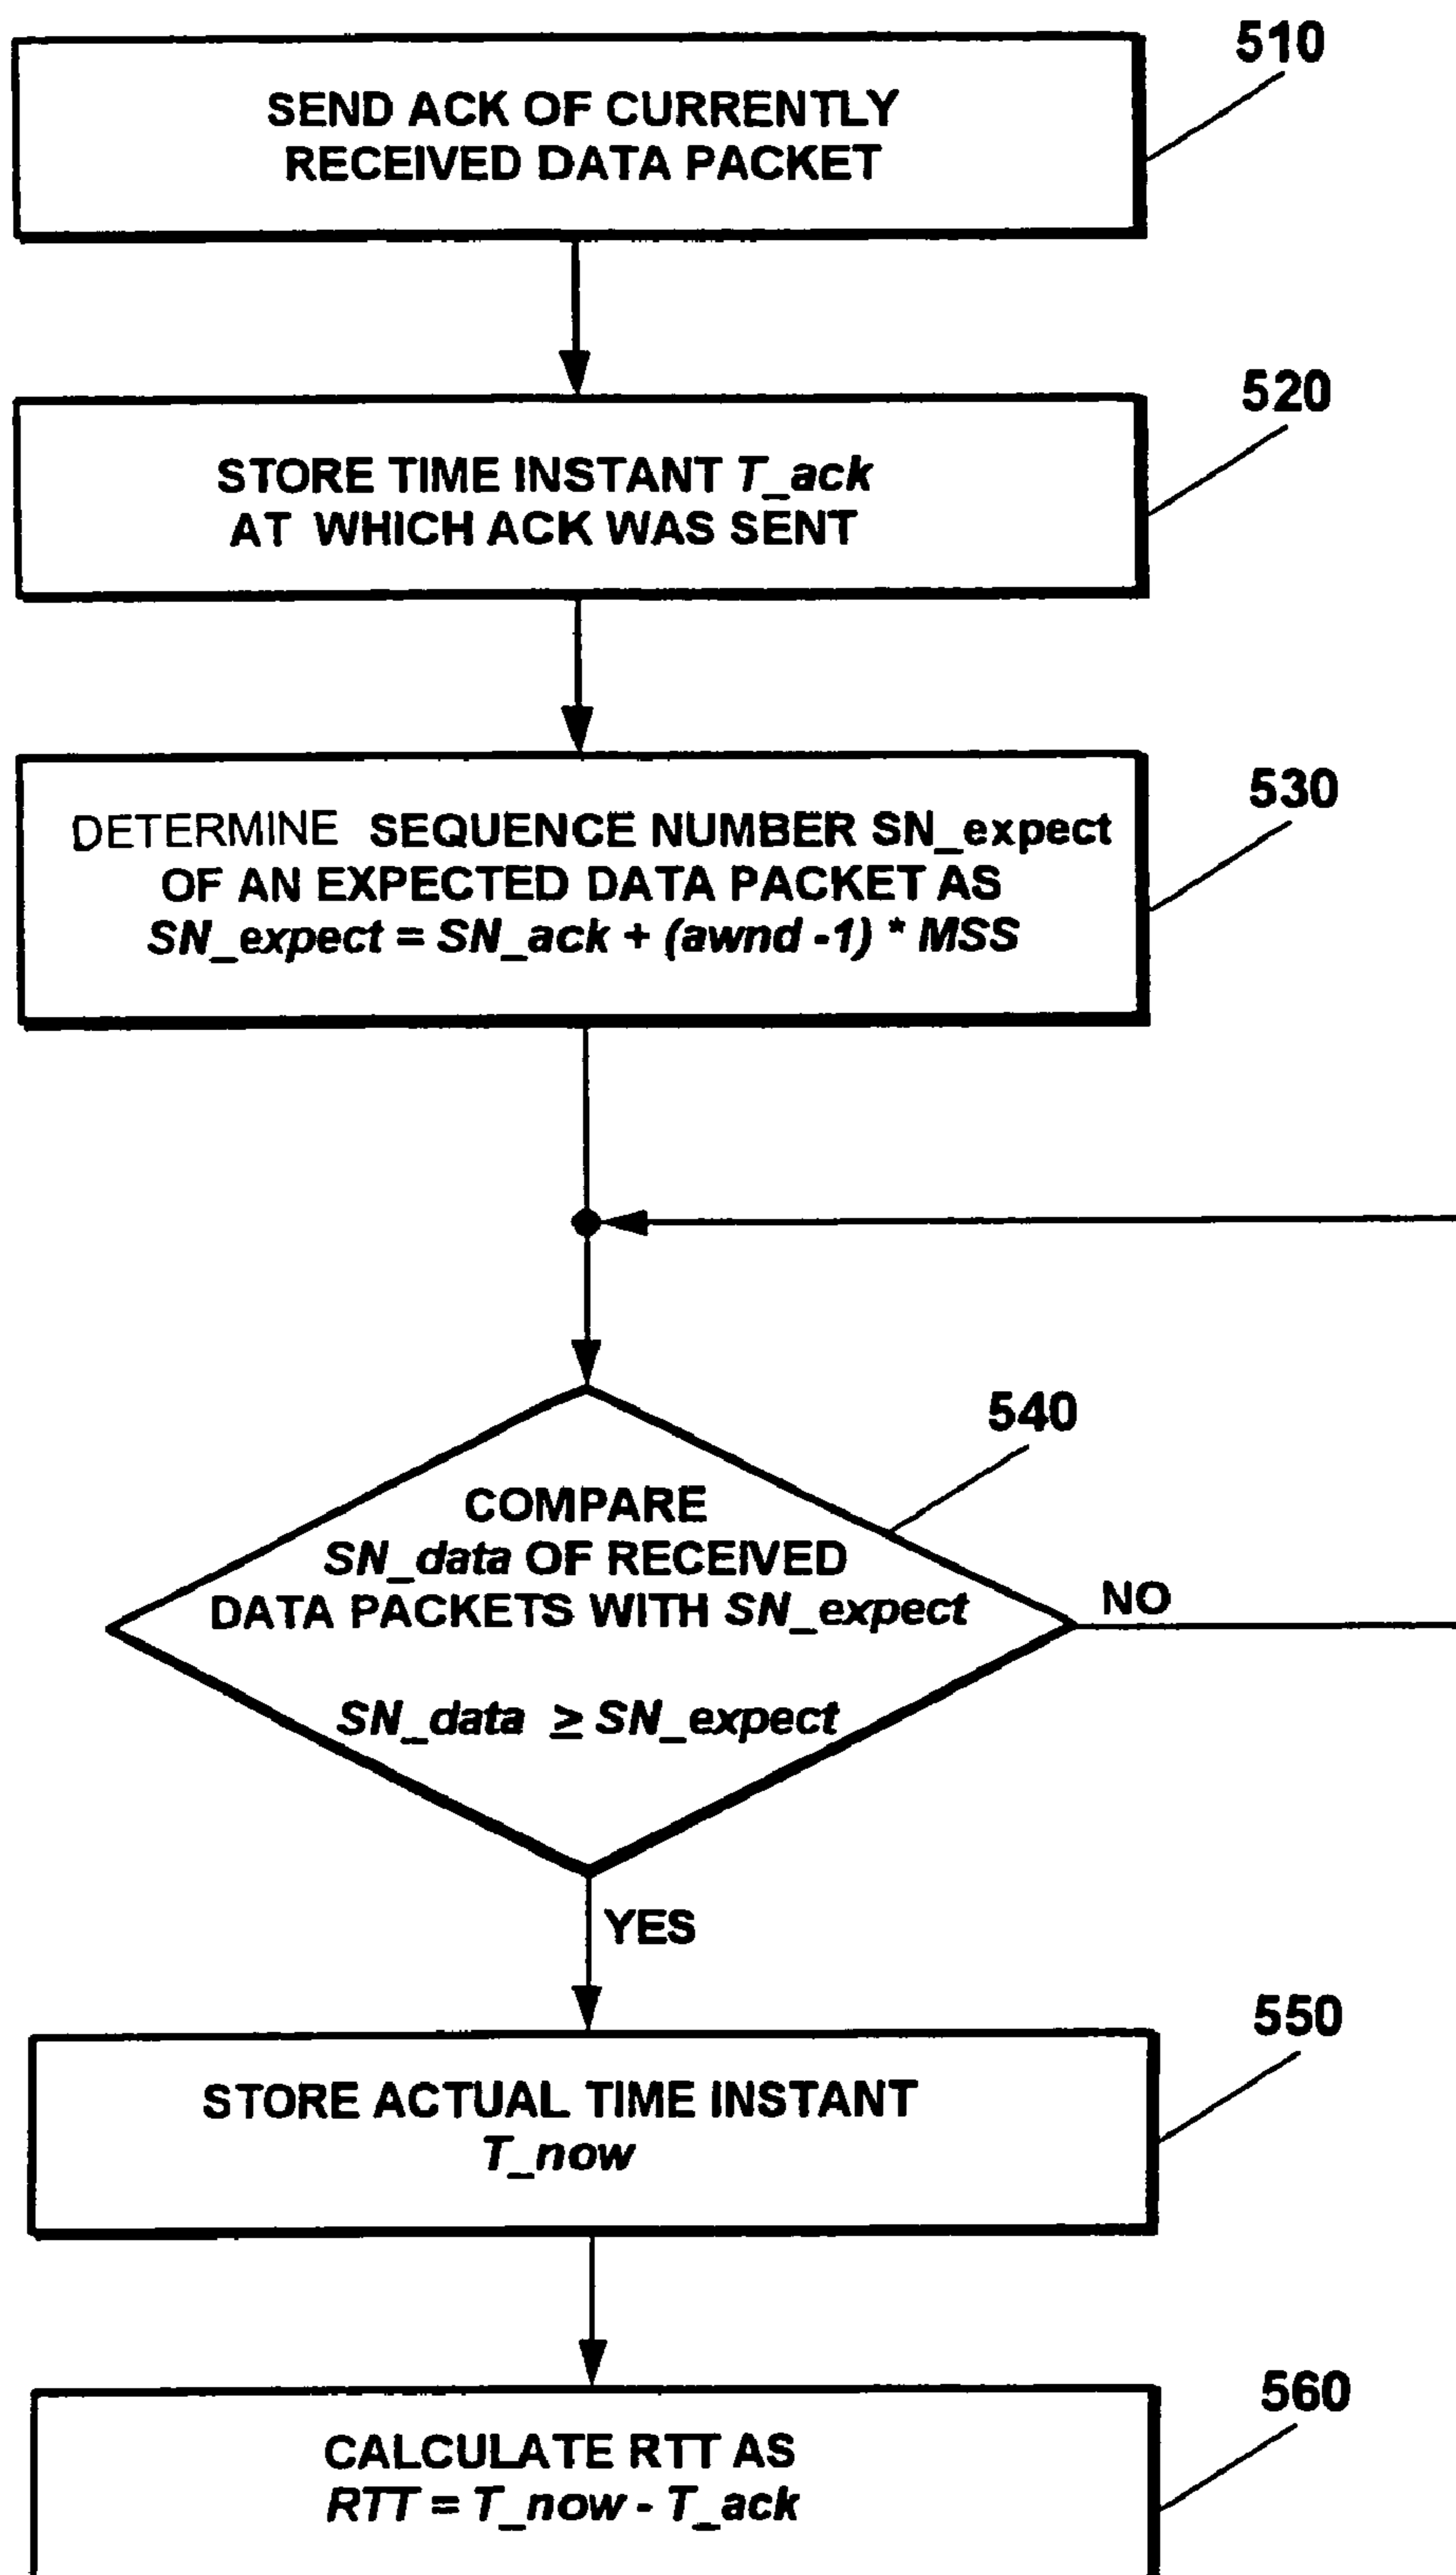 510
SEND ACK OF CURRENTLY
RECEIVED DATA PACKET
520
STORE TIME INSTANT T_ack
AT WHICH ACK WAS SENT
530
DETERMINE SEQUENCE NUMBER SN_expect
OF AN EXPECTED DATA PACKET AS
SN_expect = SN_ack + (awnd -1) * MSS
540
COMPARE
SN_data OF RECEIVED
DATA PACKETS WITH SN_expect
NO
SN_data ≥ SN_expect
YES
550
STORE ACTUAL TIME INSTANT
T_now
560
CALCULATE RTT AS
RTT = T_now - T_ack